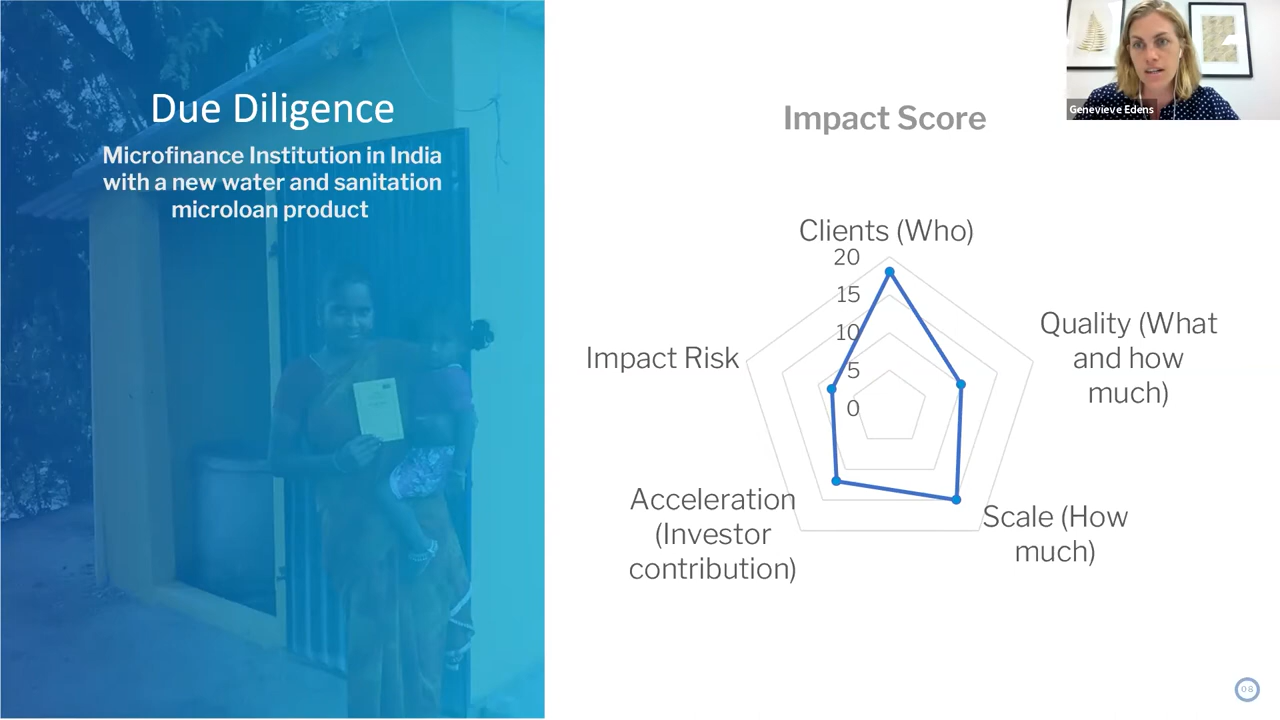 Due Diligence
Microfinance Institution in India
with a new water and sanitation
microloan product
Impact Score
Genevieve Edens
Clients (Who)
20
15
10
5
0
Quality (What
and how
much)
Impact Risk
Acceleration
(Investor
contribution)
Scale (How
much)
08